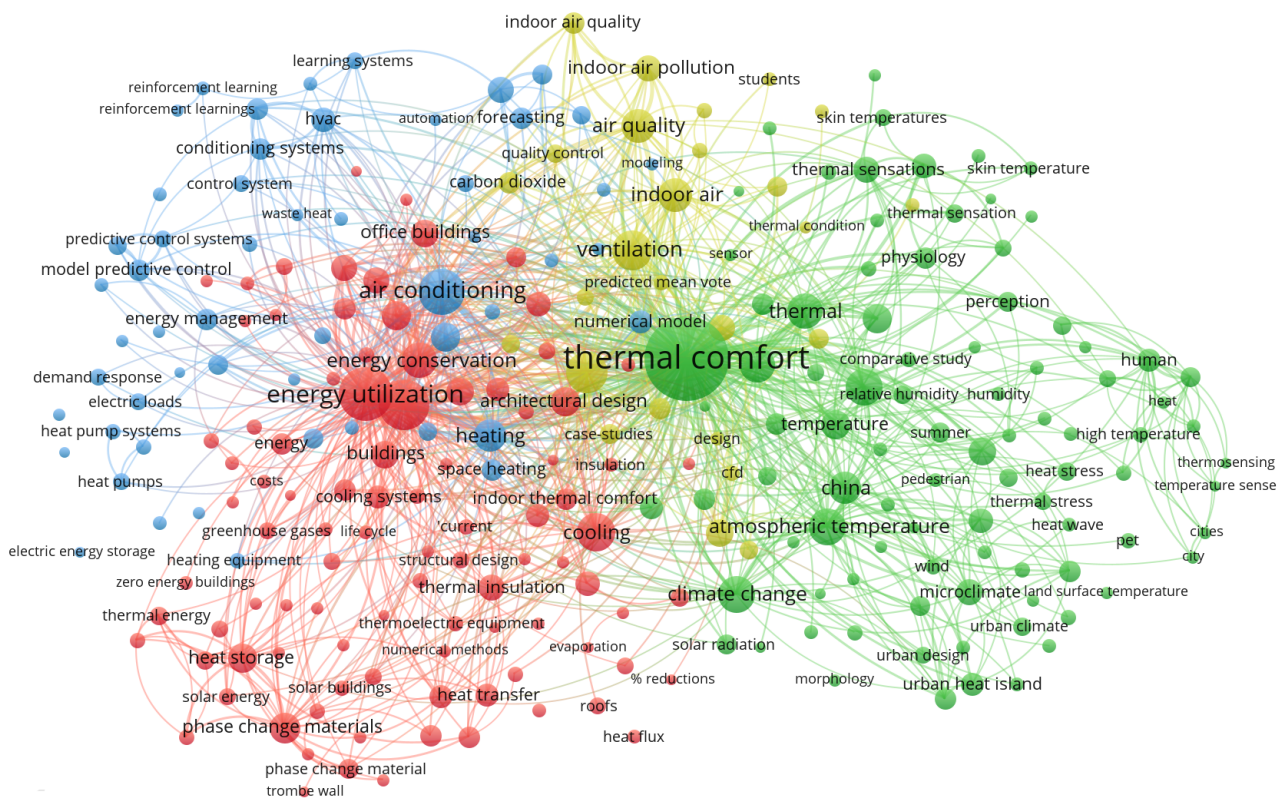 indoor air quality
learning systems
indoor air pollution
students
reinforcement learning
reinforcement learnings
hvac
automation
forecasting
air quality
skin temperatures
conditioning systems
quality control
modeling
thermal sensations
skin temperature
control system
carbon dioxide
indoor air
waste heat
office buildings
thermal condition
thermal sensation
predictive control systems
ventilation
sensor
physiology
model predictive control
air conditioning
predicted mean vote
perception
energy management
numerical model
thermal
energy conservation
thermal comfort
comparative study
human
demand response
energy utilization
architectural design
relative humidity
humidity
heat
electric loads
heat pump systems
energy
heating
case-studies
design
temperature
summer
high temperature
buildings
space heating
insulation
cfd
heat stress
thermosensing
heat pumps
costs
pedestrian
temperature sense
cooling systems
indoor thermal comfort
china
thermal stress
greenhouse gases
life cycle
'current
cooling
atmospheric temperature
heat wave
cities
pet
electric energy storage
heating equipment
structural design
wind
city
zero energy buildings
thermal insulation
climate change
microclimate
land surface temperature
thermal energy
thermoelectric equipment
urban climate
heat storage
numerical methods
evaporation
solar radiation
urban design
solar energy
solar buildings
heat transfer
% reductions
morphology
urban heat island
roofs
phase change materials
heat flux
phase change material
trombe wall